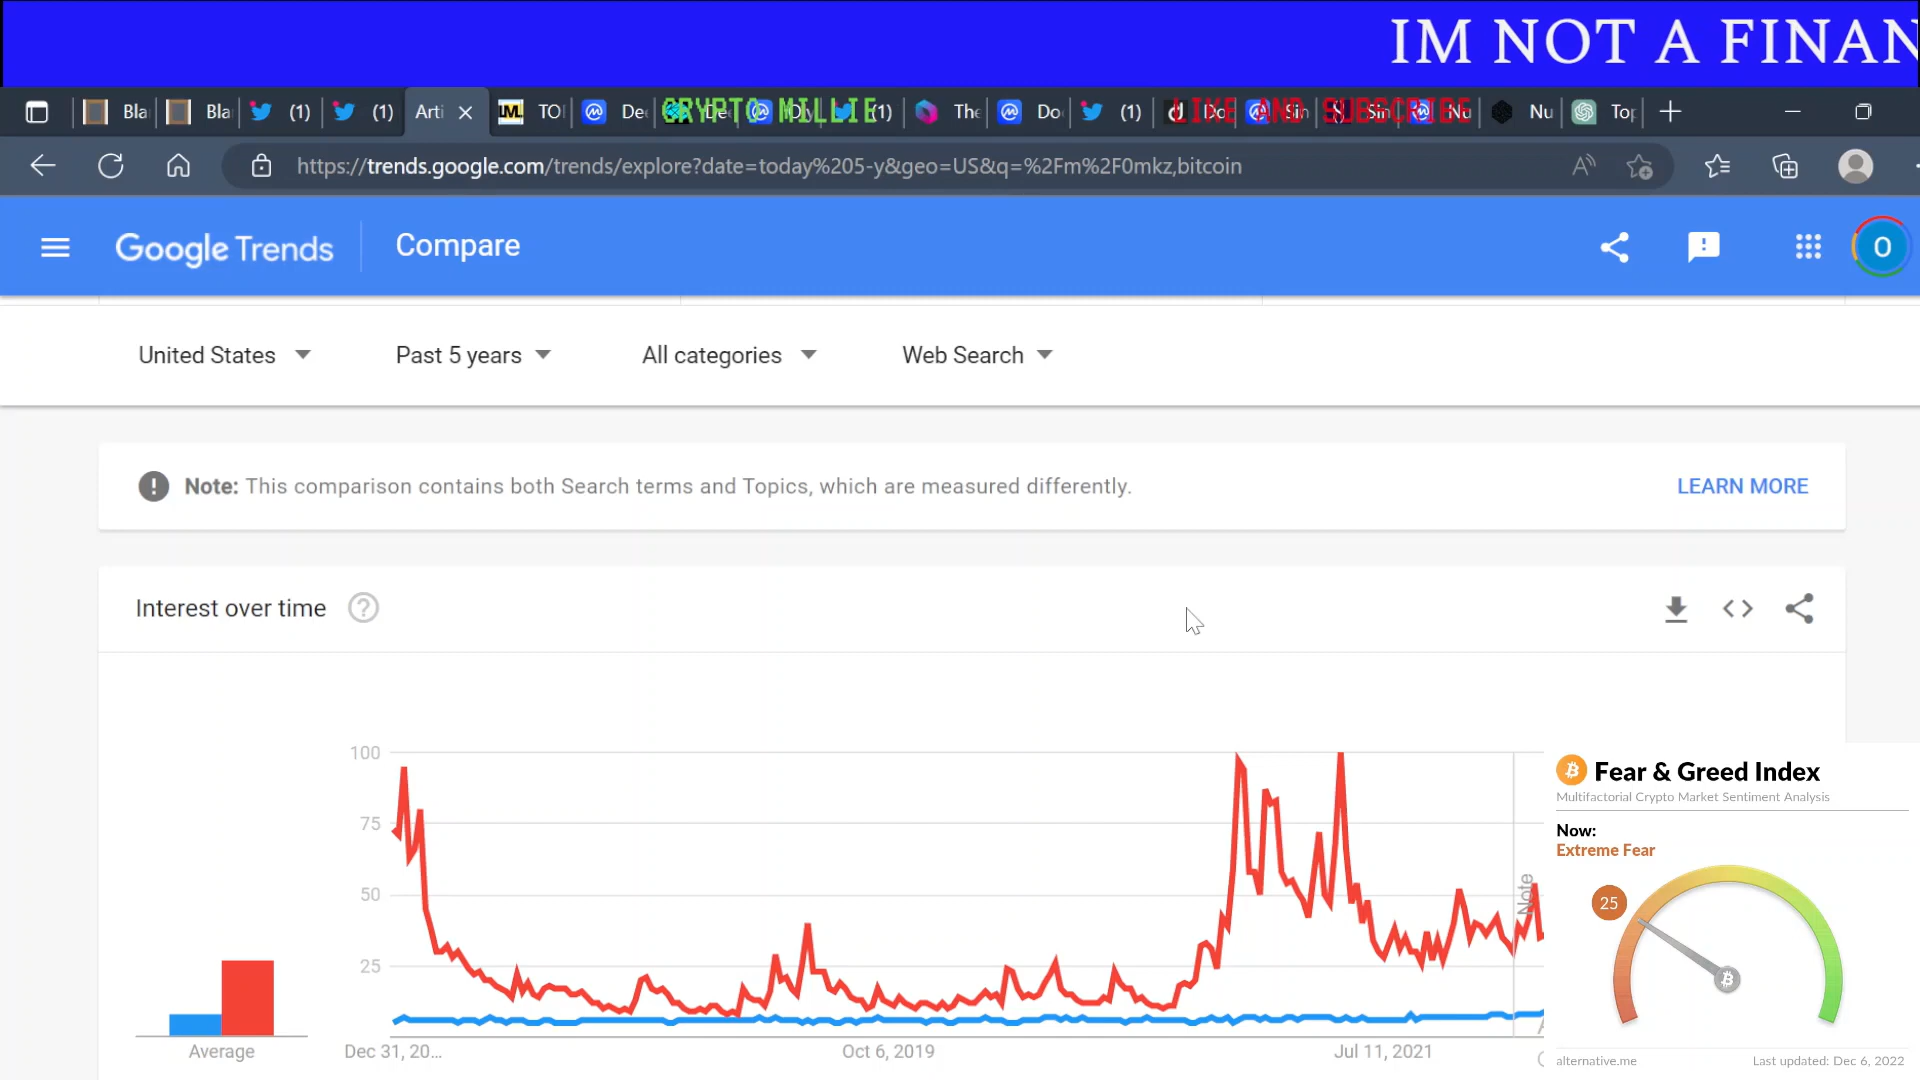 IM NOT A FINAN
Bla
Bla
(1)
(1)
Arti
TO
De
CRYPTO MILLIE
(1)
The
Do
(1)
LIKE AND SUBSCRIBE
Nu
Top
https://trends.google.com/trends/explore?date=today%205-y&geo=US&q=%2Fm%2F0mkz,bitcoin
Google Trends
Compare
O
United States
Past 5 years
All categories
Web Search
Note: This comparison contains both Search terms and Topics, which are measured differently.
LEARN MORE
Interest over time
100
75
50
25
Note
Average
Dec 31, 20...
Oct 6, 2019
Jul 11, 2021
Fear & Greed Index
Multifactorial Crypto Market Sentiment Analysis
Now:
Extreme Fear
25
alternative.me
Last updated: Dec 6, 2022